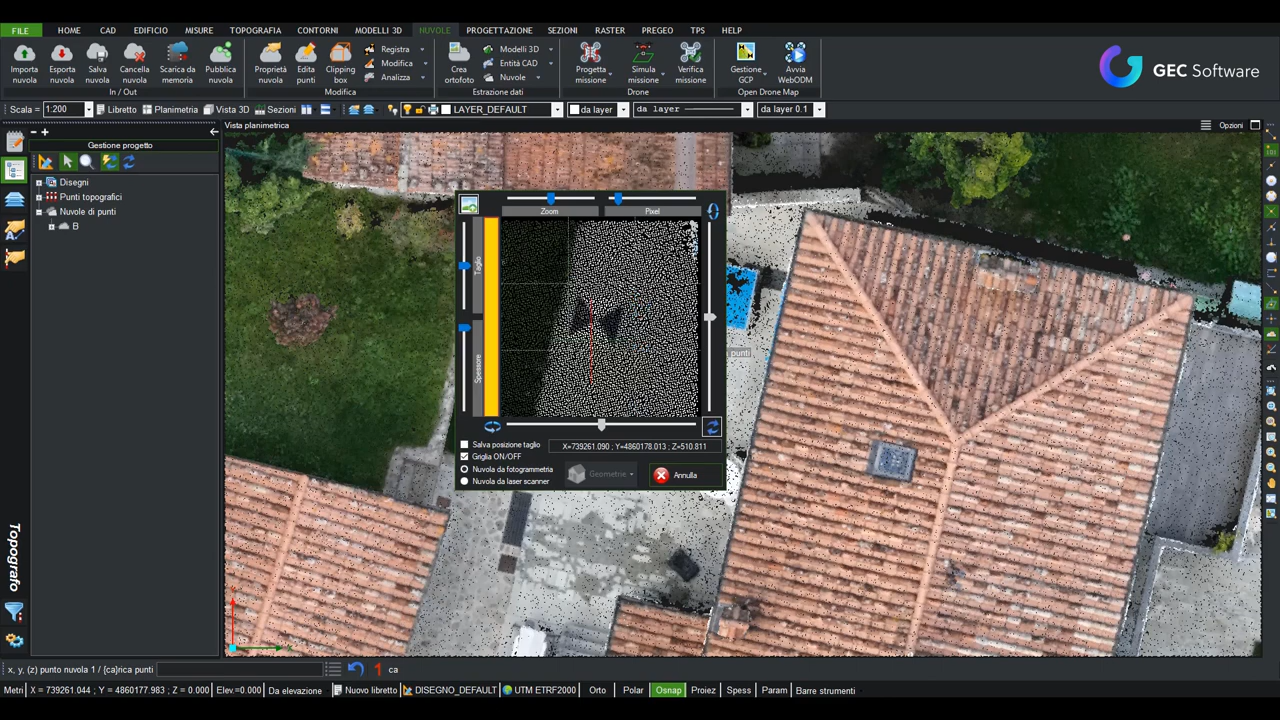 FILE HOME CAD EDIFICIO MISURE TOPOGRAFIA CONTORNI MODELLI 3D NUVOLE PROGETTAZIONE SEZIONI RASTER PREGEO TPS HELP
Importa nuvola
Esporta nuvola
Salva nuvola
Cancella nuvola
Scarica da memoria
Pubblica nuvola
In / Out
Proprietà nuvola
Edita punti
Clipping box
Registra
Modifica
Analizza
Modifica
Crea ortofoto
Modelli 3D
Entità CAD
Nuvole
Estrazione dati
Progetta missione
Simula missione
Verifica missione
Drone
Gestione GCP
Avvia WebODM
Open Drone Map
GEC Software
Scala = 1:200 Libretto Planimetria Vista 3D Sezioni LAYER_DEFAULT da layer da layer da layer 0.1
Vista planimetrica
Opzioni
Gestione progetto
Disegni
Punti topografici
Nuvole di punti
B
Zoom Pixel
Taglio
Spessore
punti
Salva posizione taglio
X=739261.090 ; Y=4860178.013 ; Z=510.811
Griglia ON/OFF
Nuvola da fotogrammetria
Nuvola da laser scanner
Geometrie
Annulla
Topografo
x, y, (z) punto nuvola 1 / {ca}rica punti
ca
Metri X = 739261.044 ; Y = 4860177.983 ; Z = 0.000 Elev.=0.000 Da elevazione Nuovo libretto DISEGNO_DEFAULT UTM ETRF2000 Orto Polar Osnap Proiez Spess Param Barre strumenti